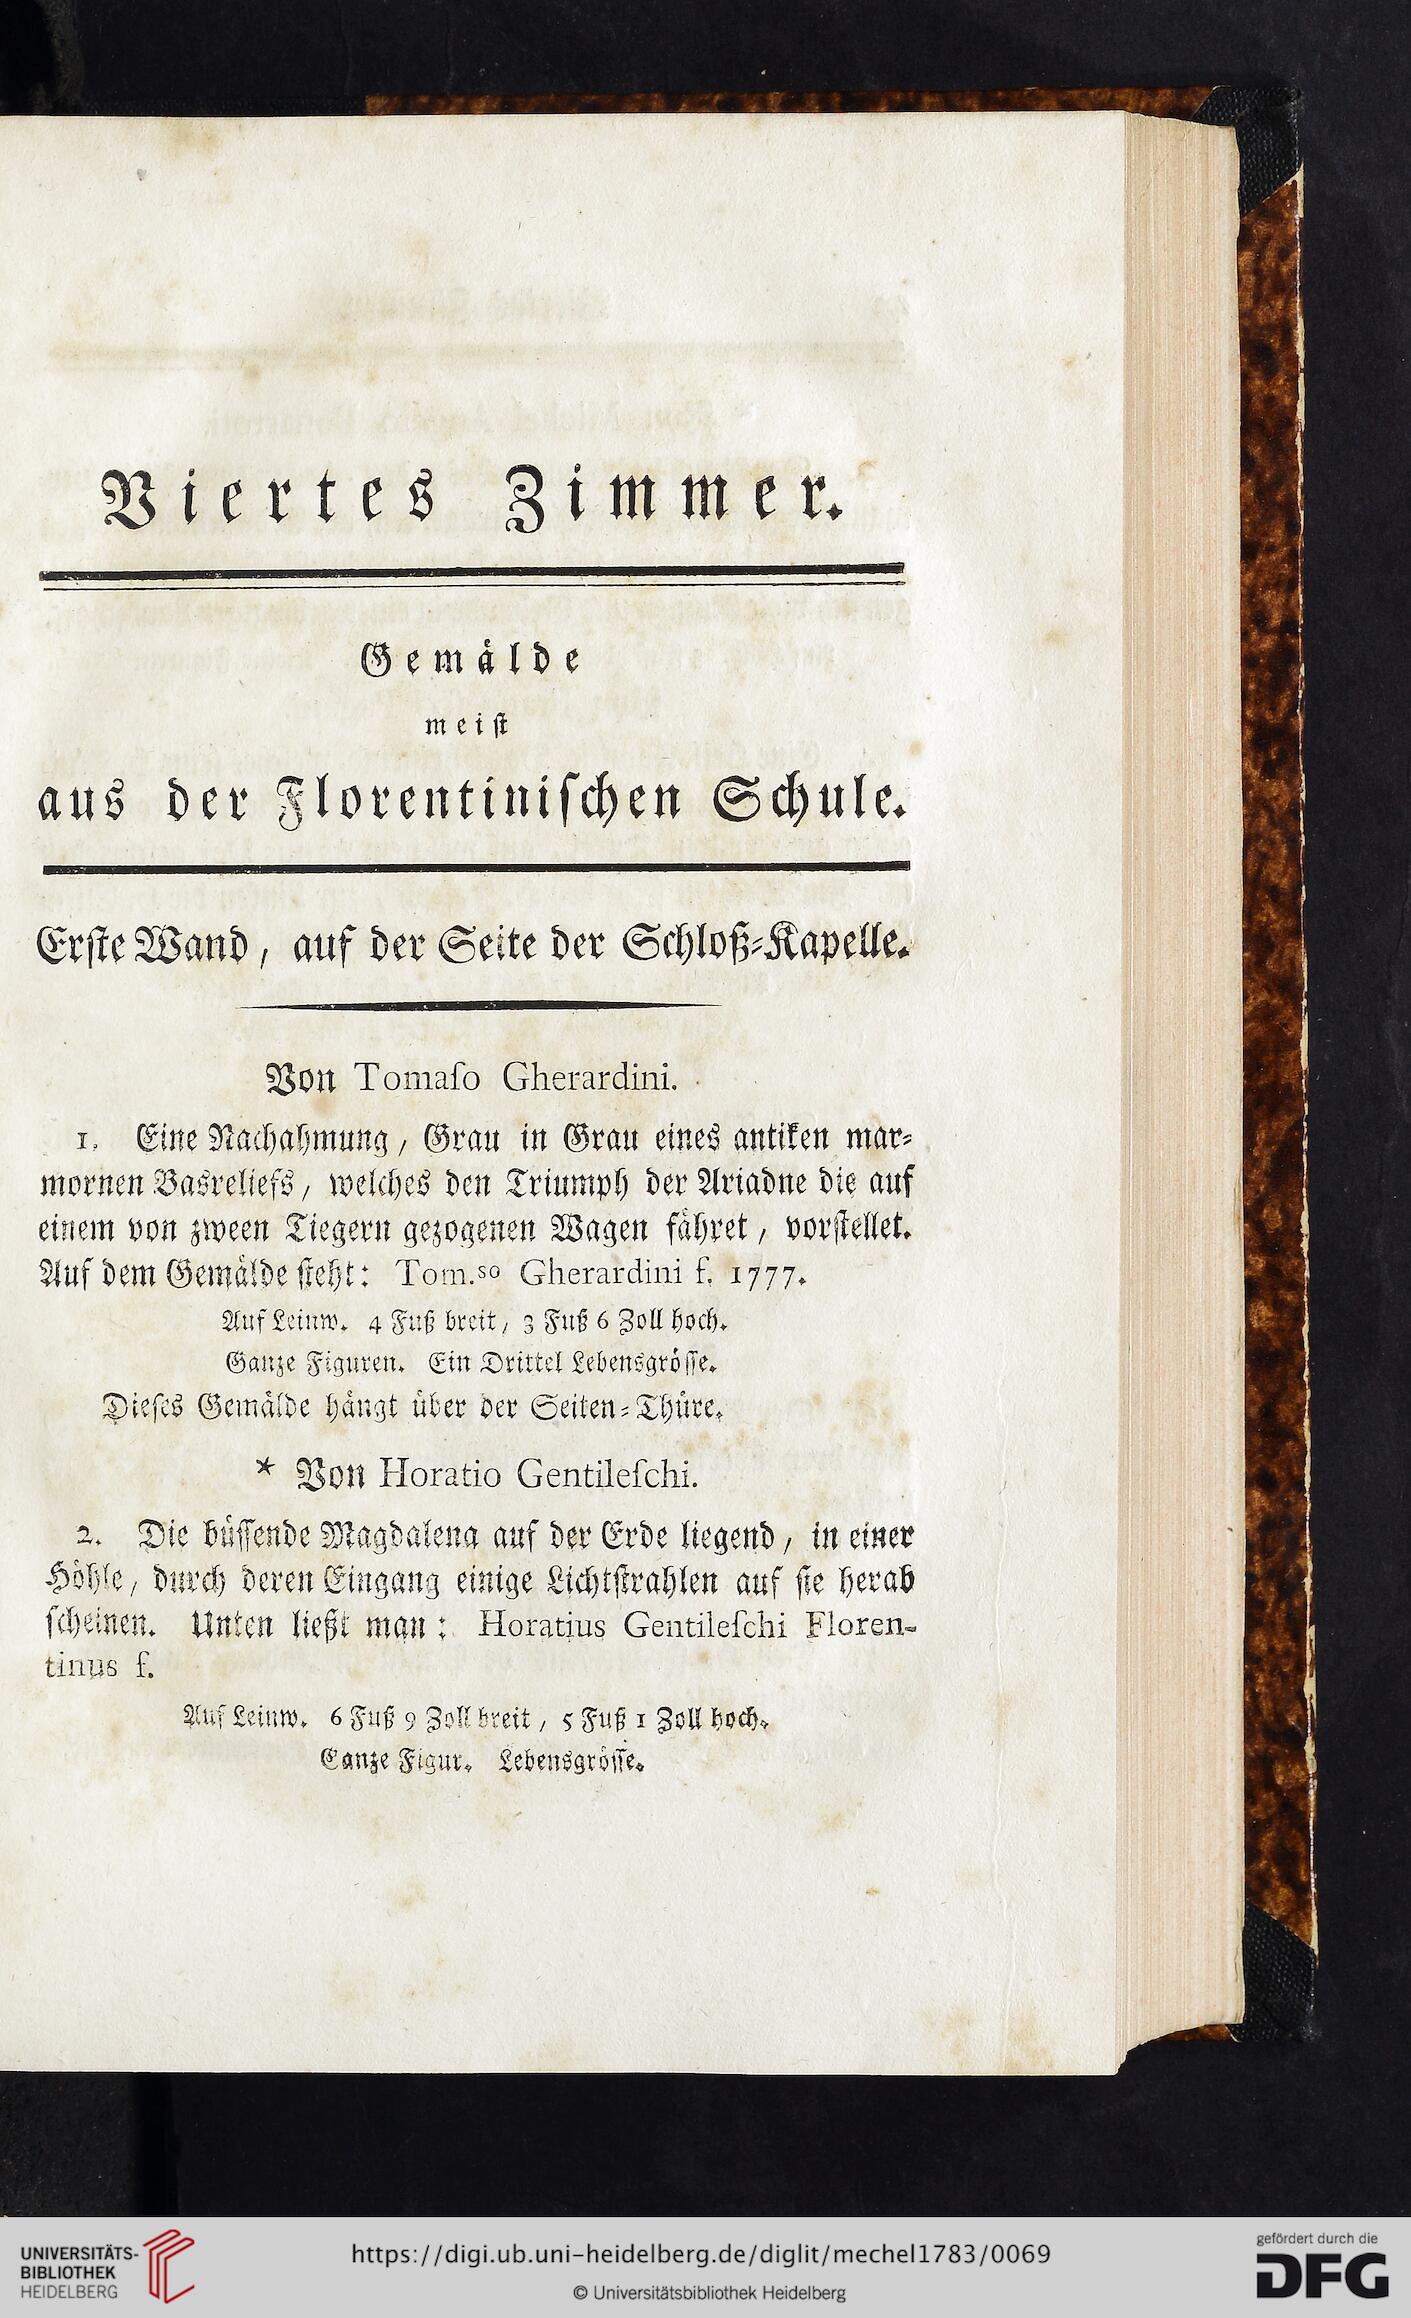 Viertes Zimmer.
Gemälde
meiſt
aus der Florentiniſchen Schule.
Erſte Wand, auf der Seite der Schloß-Kapelle.
Von Tomaſo Gherardini.
1. Eine Nachahmung, Grau in Grau eines antiken mar-
mornen Basreliefs, welches den Triumph der Ariadne die auf
einem von zween Tiegern gezogenen Wagen fähret, vorſtellet.
Auf dem Gemälde ſteht: Tom.so Gherardini f. 1777.
Auf Leinw. 4 Fuß breit, 3 Fuß 6 Zoll hoch.
Ganze Figuren. Ein Drittel Lebensgröſſe.
Dieſes Gemälde hängt über der Seiten-Thüre.
* Von Horatio Gentileſchi.
2. Die büſſende Magdalena auf der Erde liegend, in einer
Höhle, durch deren Eingang einige Lichtſtrahlen auf ſie herab
ſcheinen. Unten ließt man: Horatius Gentileſchi Floren-
tinus f.
Auf Leinw. 6 Fuß 9 Zoll breit, 5 Fuß 1 Zoll hoch.
Ganze Figur. Lebensgröſſe.
UNIVERSITÄTS-
BIBLIOTHEK
HEIDELBERG
https://digi.ub.uni-heidelberg.de/diglit/mechel1783/0069
© Universitätsbibliothek Heidelberg
gefördert durch die
DFG